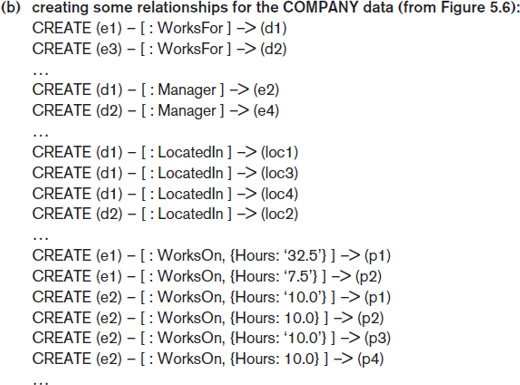 (b) creating some relationships for the COMPANY data (from Figure 5.6):
CREATE (e1) – [ : WorksFor ] –> (d1)
CREATE (e3) – [ : WorksFor ] –> (d2)
…
CREATE (d1) – [ : Manager ] –> (e2)
CREATE (d2) – [ : Manager ] –> (e4)
…
CREATE (d1) – [ : LocatedIn ] –> (loc1)
CREATE (d1) – [ : LocatedIn ] –> (loc3)
CREATE (d1) – [ : LocatedIn ] –> (loc4)
CREATE (d2) – [ : LocatedIn ] –> (loc2)
…
CREATE (e1) – [ : WorksOn, {Hours: ‘32.5’} ] –> (p1)
CREATE (e1) – [ : WorksOn, {Hours: ‘7.5’} ] –> (p2)
CREATE (e2) – [ : WorksOn, {Hours: ‘10.0’} ] –> (p1)
CREATE (e2) – [ : WorksOn, {Hours: 10.0} ] –> (p2)
CREATE (e2) – [ : WorksOn, {Hours: ‘10.0’} ] –> (p3)
CREATE (e2) – [ : WorksOn, {Hours: 10.0} ] –> (p4)
…